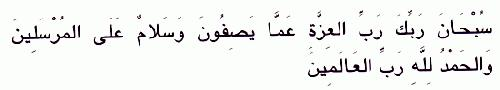 سُبْحَانَ رَبِّكَ رَبِّ العِزَّةِ عَمَّا يَصِفُونَ وَسَلَامٌ عَلَى المُرْسَلِينَ
وَالحَمْدُ لِلَّهِ رَبِّ العَالَمِينَ